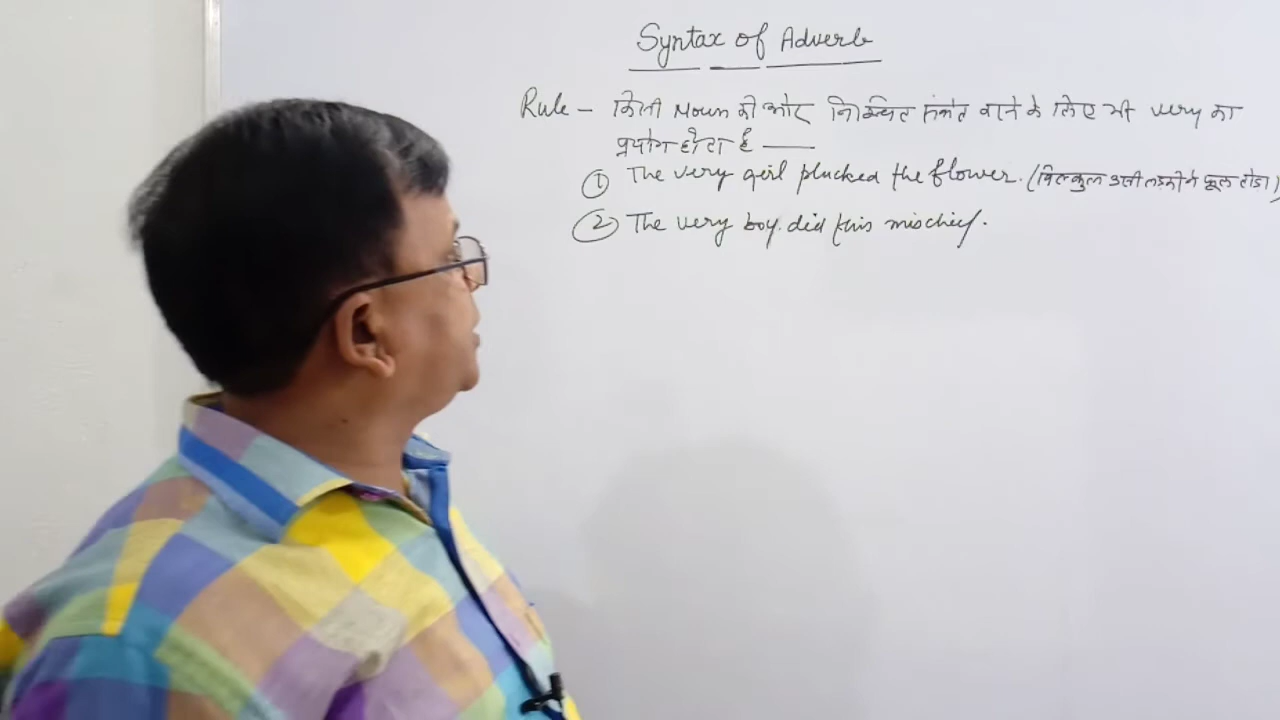 Syntax of Adverb
Rule - किसी Noun की ओर निश्चित संकेत करने के लिए भी very का
प्रयोग होता है —
① The very girl plucked the flower. (बिल्कुल उसी लड़की ने फूल तोड़ा।)
② The very boy did this mischief.